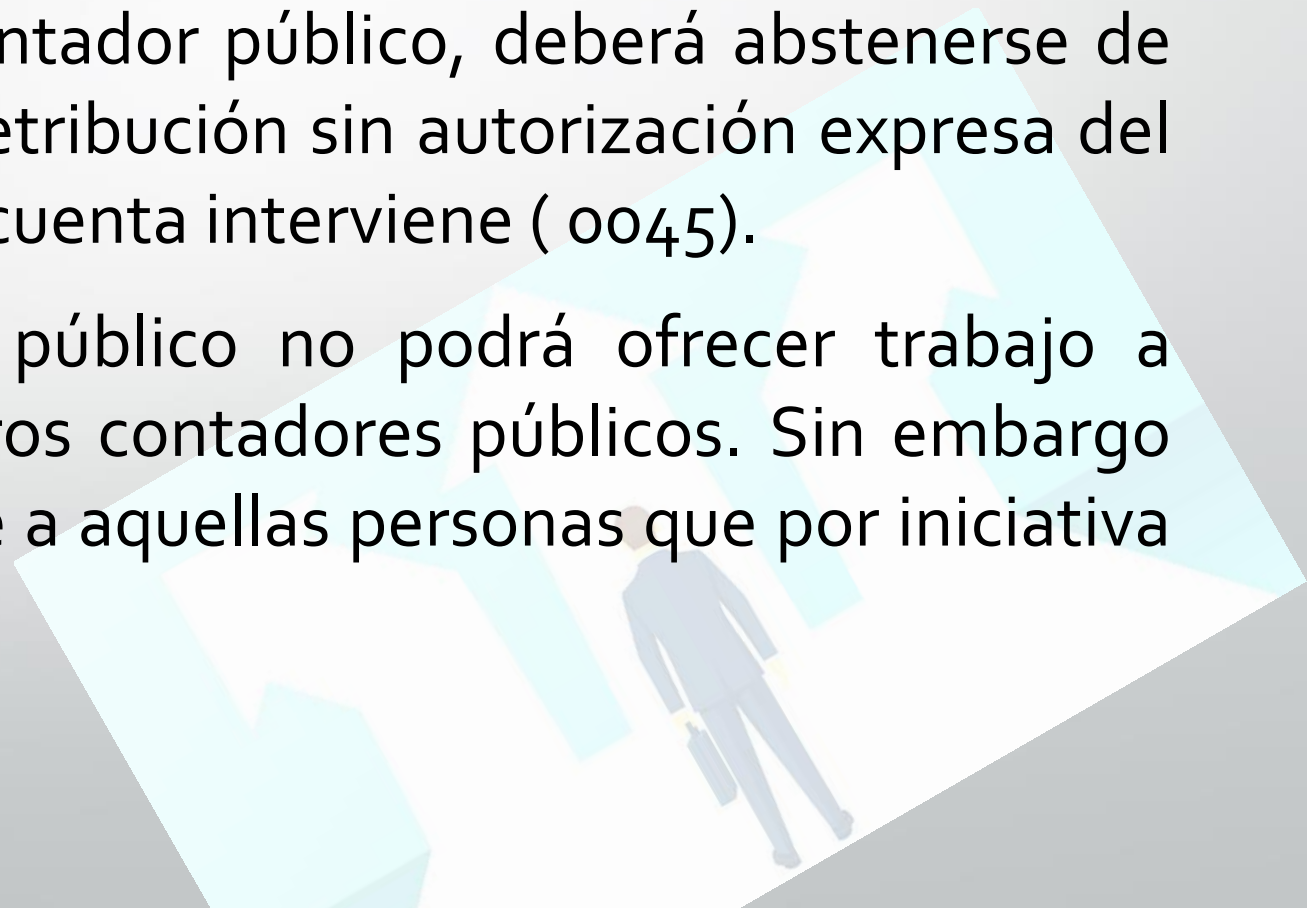 ntador público, deberá abstenerse de
etribución sin autorización expresa del
cuenta interviene ( 0045).
público no podrá ofrecer trabajo a
ros contadores públicos. Sin embargo
e a aquellas personas que por iniciativa